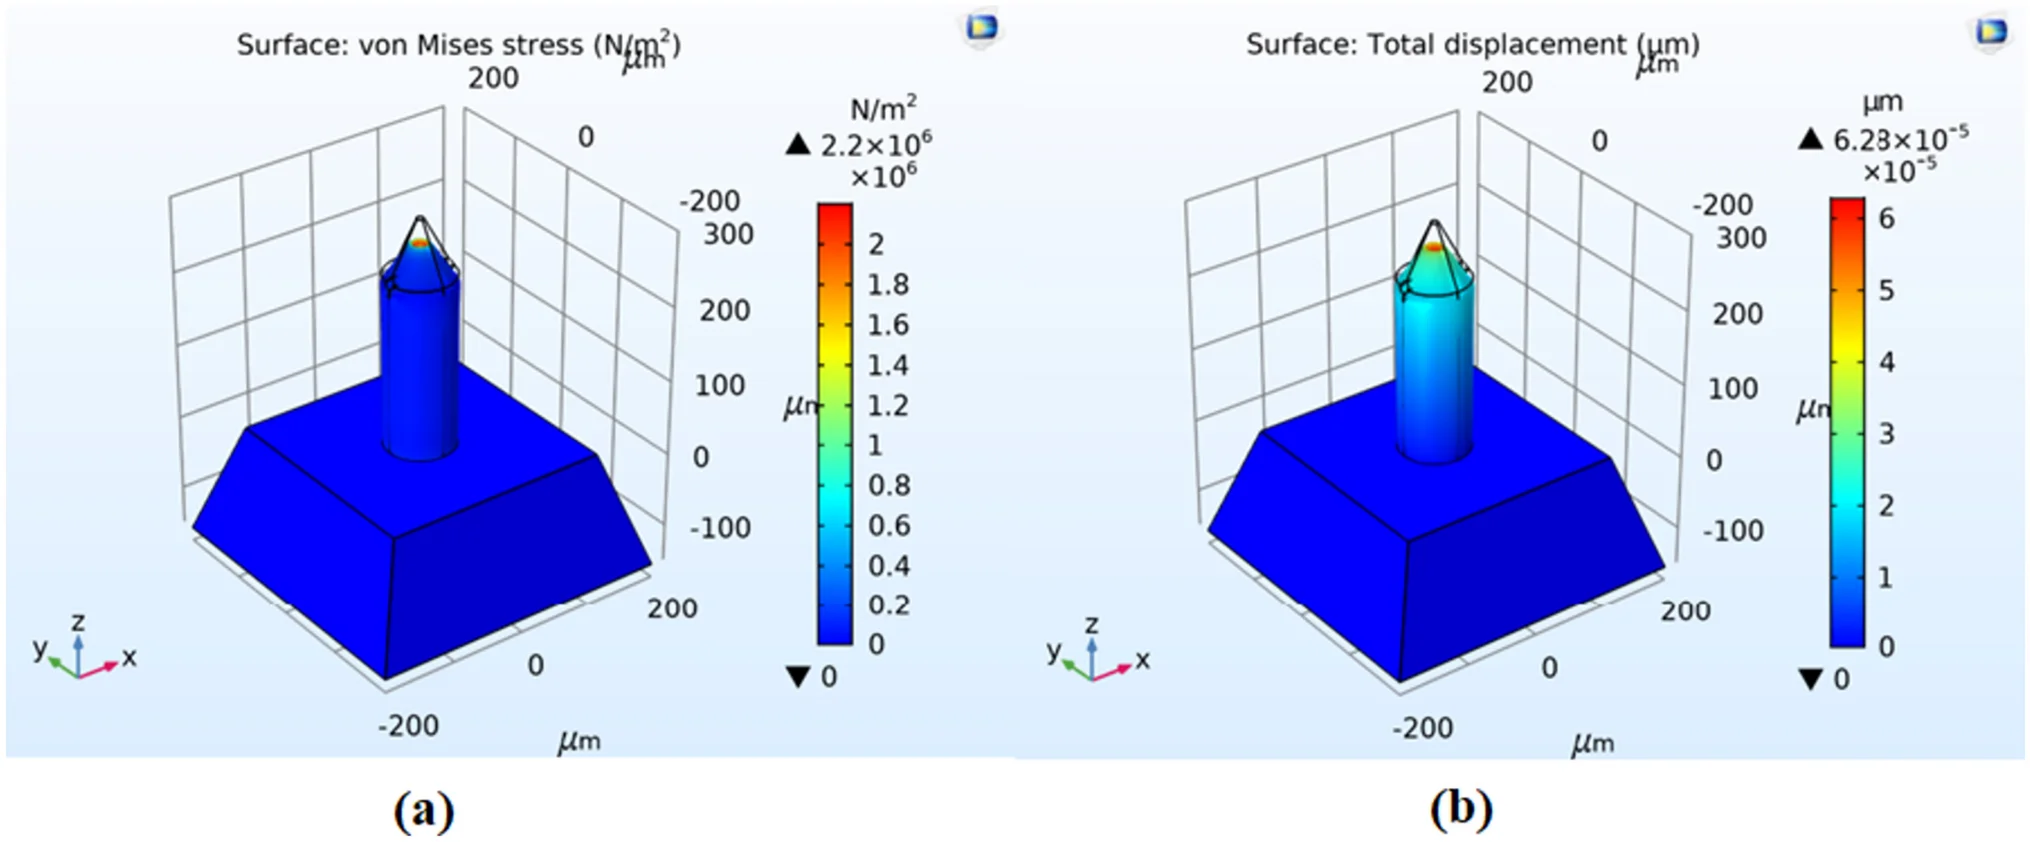 Surface: von Mises stress (N/m²)
μm
200
0
-200
300
200
100
0
-100
200
0
-200
μm
N/m²
▲ 2.2×10⁶
×10⁶
2
1.8
1.6
1.4
1.2
1
0.8
0.6
0.4
0.2
0
▼ 0
z
y
x
(a)
Surface: Total displacement (μm)
μm
200
0
-200
300
200
100
0
-100
200
0
-200
μm
μm
▲ 6.28×10⁻⁵
×10⁻⁵
6
5
4
3
2
1
0
▼ 0
z
y
x
(b)